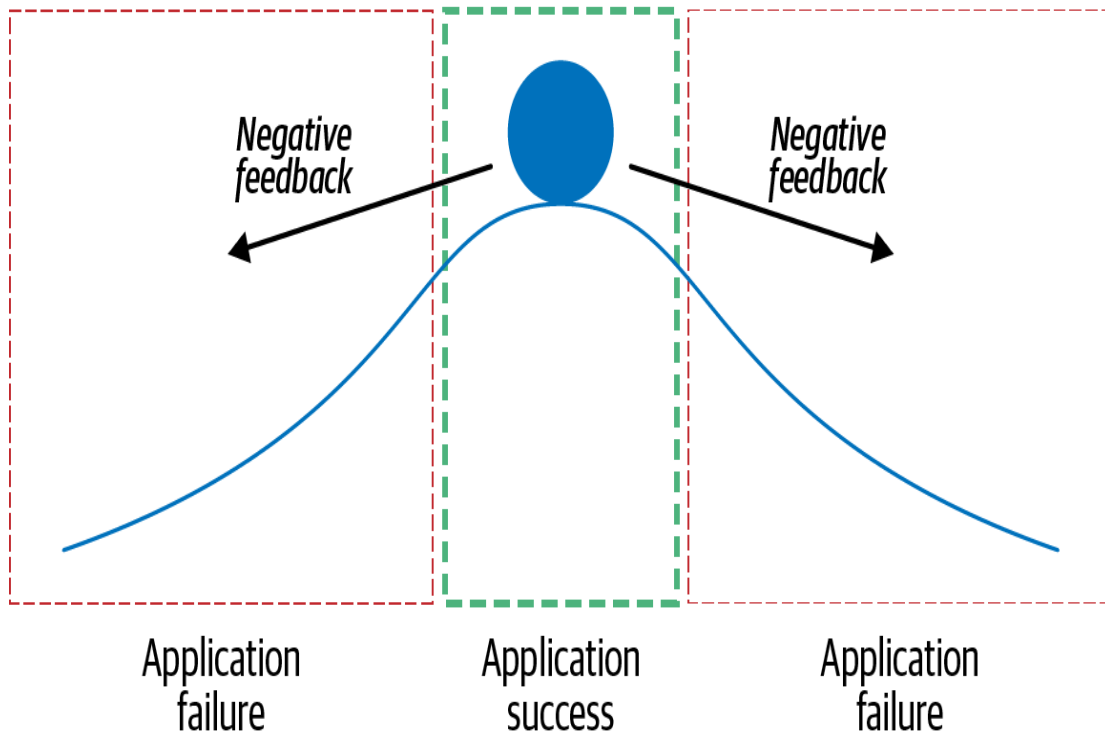 Negative
feedback
Negative
feedback
Application
failure
Application
success
Application
failure